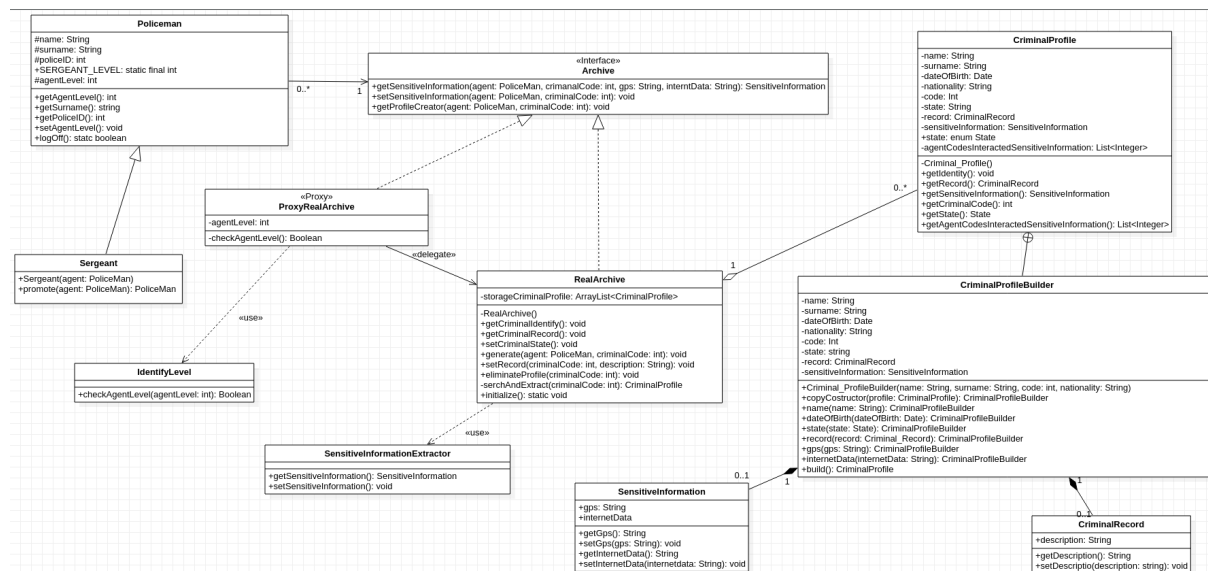 Policeman
#name: String
#surname: String
#policeID: int
+SERGEANT_LEVEL: static final int
#agentLevel: int
+getAgentLevel(): int
+getSurname(): string
+getPoliceID(): int
+setAgentLevel(): void
+logOff(): statc boolean
0..*
1
«Interface»
Archive
+getSensitiveInformation(agent: PoliceMan, crimanalCode: int, gps: String, interntData: String): SensitiveInformation
+setSensitiveInformation(agent: PoliceMan, criminalCode: int): void
+getProfileCreator(agent: PoliceMan, criminalCode: int): void
CriminalProfile
-name: String
-surname: String
-dateOfBirth: Date
-nationality: String
-code: Int
-state: String
-record: CriminalRecord
-sensitiveInformation: SensitiveInformation
+state: enum State
-agentCodesInteractedSensitiveInformation: List<Integer>
-Criminal_Profile()
+getIdentity(): void
+getRecord(): CriminalRecord
+getSensitiveInformation(): SensitiveInformation
+getCriminalCode(): int
+getState(): State
+getAgentCodesInteractedSensitiveInformation(): List<Integer>
0..*
1
«Proxy»
ProxyRealArchive
-agentLevel: int
-checkAgentLevel(): Boolean
«delegate»
Sergeant
+Sergeant(agent: PoliceMan)
+promote(agent: PoliceMan): PoliceMan
«use»
RealArchive
-storageCriminalProfile: ArrayList<CriminalProfile>
-RealArchive()
+getCriminalIdentify(): void
+getCriminalRecord(): void
+setCriminalState(): void
+generate(agent: PoliceMan, criminalCode: int): void
+setRecord(criminalCode: int, description: String): void
+eliminateProfile(criminalCode: int): void
-serchAndExtract(criminalCode: int): CriminalProfile
+initialize(): static void
CriminalProfileBuilder
-name: String
-surname: String
-dateOfBirth: Date
-nationality: String
-code: Int
-state: string
-record: CriminalRecord
-sensitiveInformation: SensitiveInformation
+Criminal_ProfileBuilder(name: String, surname: String, code: int, nationality: String)
+copyCostructor(profile: CriminalProfile): CriminalProfileBuilder
+name(name: String): CriminalProfileBuilder
+dateOfBirth(dateOfBirth: Date): CriminalProfileBuilder
+state(state: State): CriminalProfileBuilder
+record(record: Criminal_Record): CriminalProfileBuilder
+gps(gps: String): CriminalProfileBuilder
+internetData(internetData: String): CriminalProfileBuilder
+build(): CriminalProfile
IdentifyLevel
+checkAgentLevel(agentLevel: int): Boolean
«use»
SensitiveInformationExtractor
+getSensitiveInformation(): SensitiveInformation
+setSensitiveInformation(): void
0..1
1
SensitiveInformation
+gps: String
+internetData
+getGps(): String
+setGps(gps: String): void
+getInternetData(): String
+setInternetData(internetdata: String): void
1
0..1
CriminalRecord
+description: String
+getDescription(): String
+setDescriptio(description: string): void